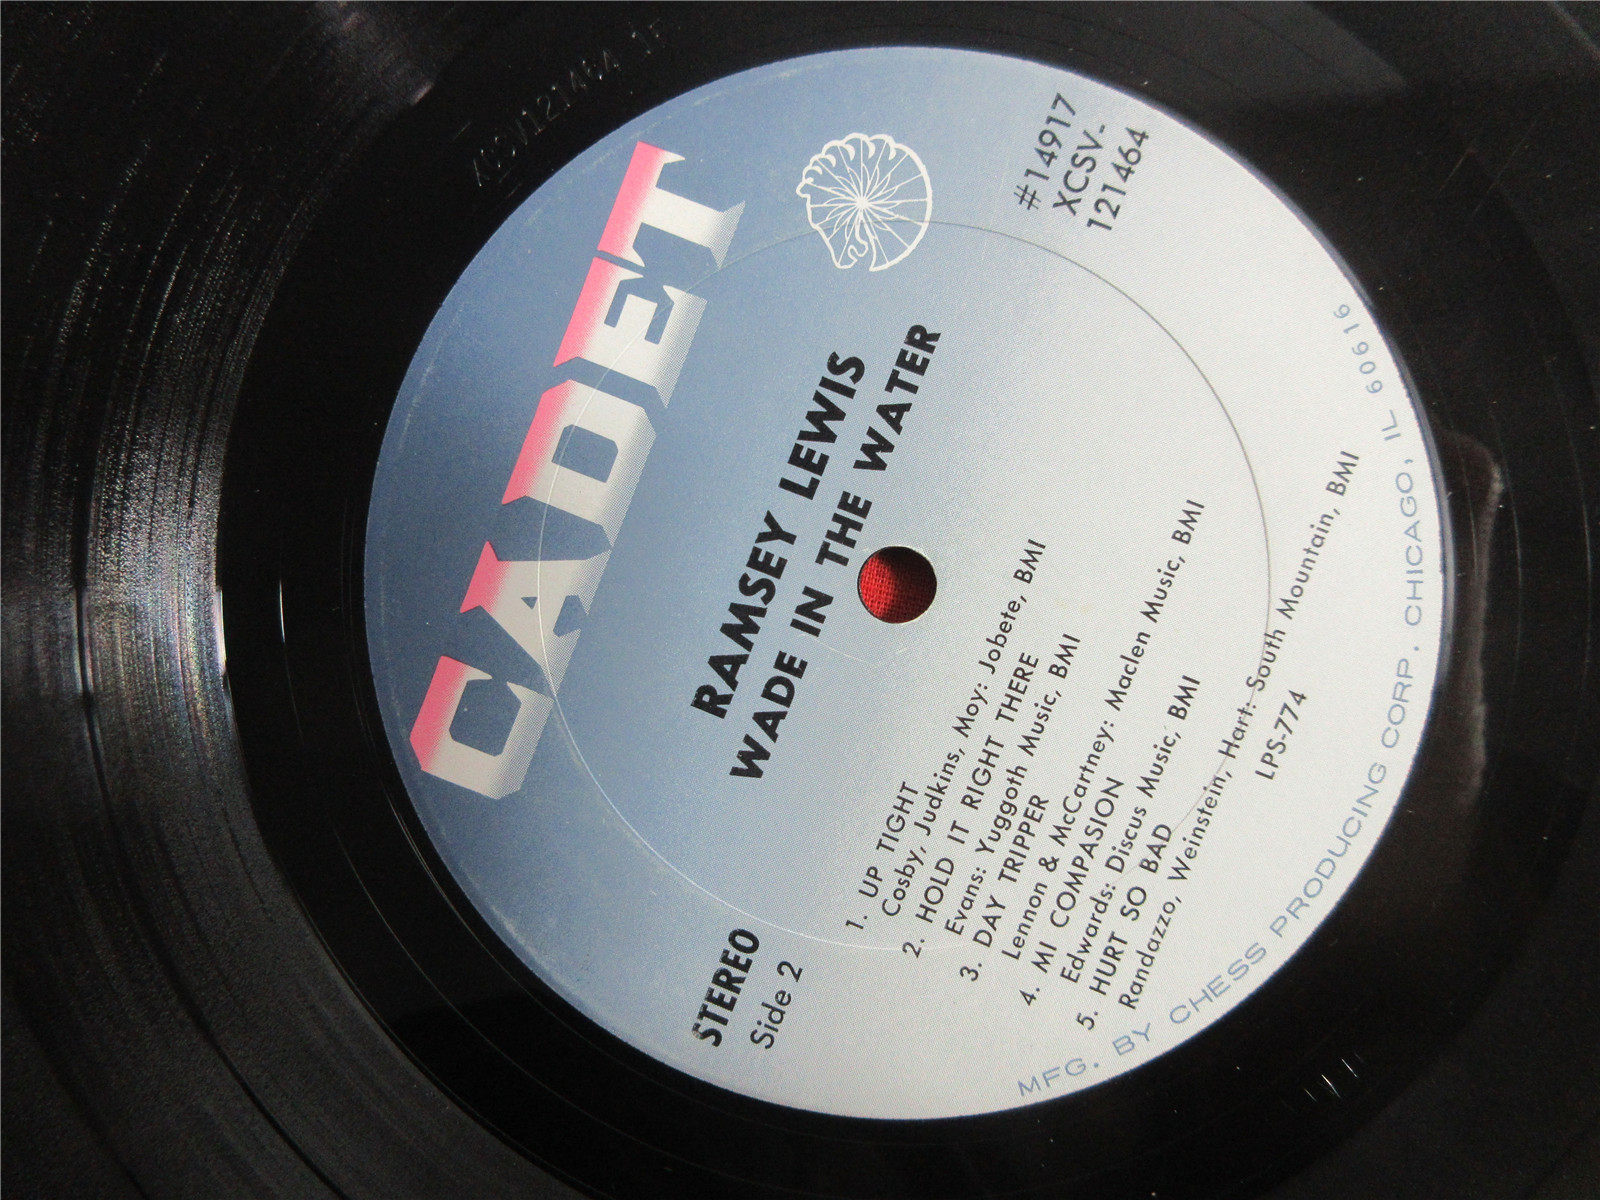 CADET
RAMSEY LEWIS
WADE IN THE WATER
STEREO
Side 2
#14917
XCSV-
121464
1. UP TIGHT
Cosby, Judkins, Moy: Jobete, BMI
2. HOLD IT RIGHT THERE
Evans: Yuggoth Music, BMI
3. DAY TRIPPER
Lennon & McCartney: Maclen Music, BMI
4. MI COMPASION
Edwards: Discus Music, BMI
5. HURT SO BAD
Randazzo, Weinstein, Hart: South Mountain, BMI
LPS-774
MFG. BY CHESS PRODUCING CORP. CHICAGO, IL 60616